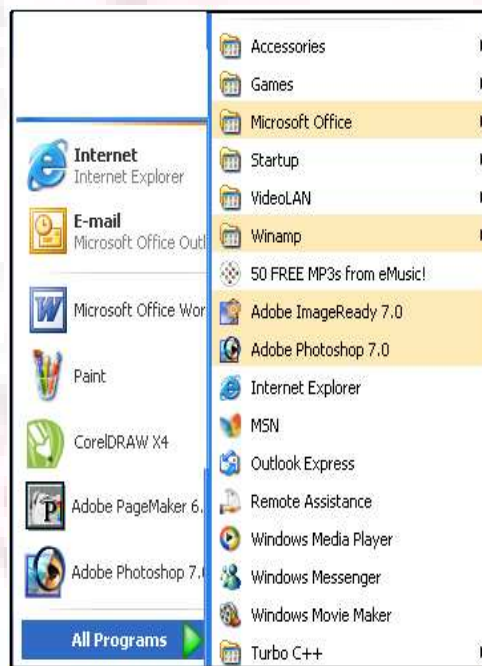 Internet
Internet Explorer
E-mail
Microsoft Office Outl
Microsoft Office Wor
Paint
CorelDRAW X4
Adobe PageMaker 6.
Adobe Photoshop 7.0
All Programs
Accessories
Games
Microsoft Office
Startup
VideoLAN
Winamp
50 FREE MP3s from eMusic!
Adobe ImageReady 7.0
Adobe Photoshop 7.0
Internet Explorer
MSN
Outlook Express
Remote Assistance
Windows Media Player
Windows Messenger
Windows Movie Maker
Turbo C++